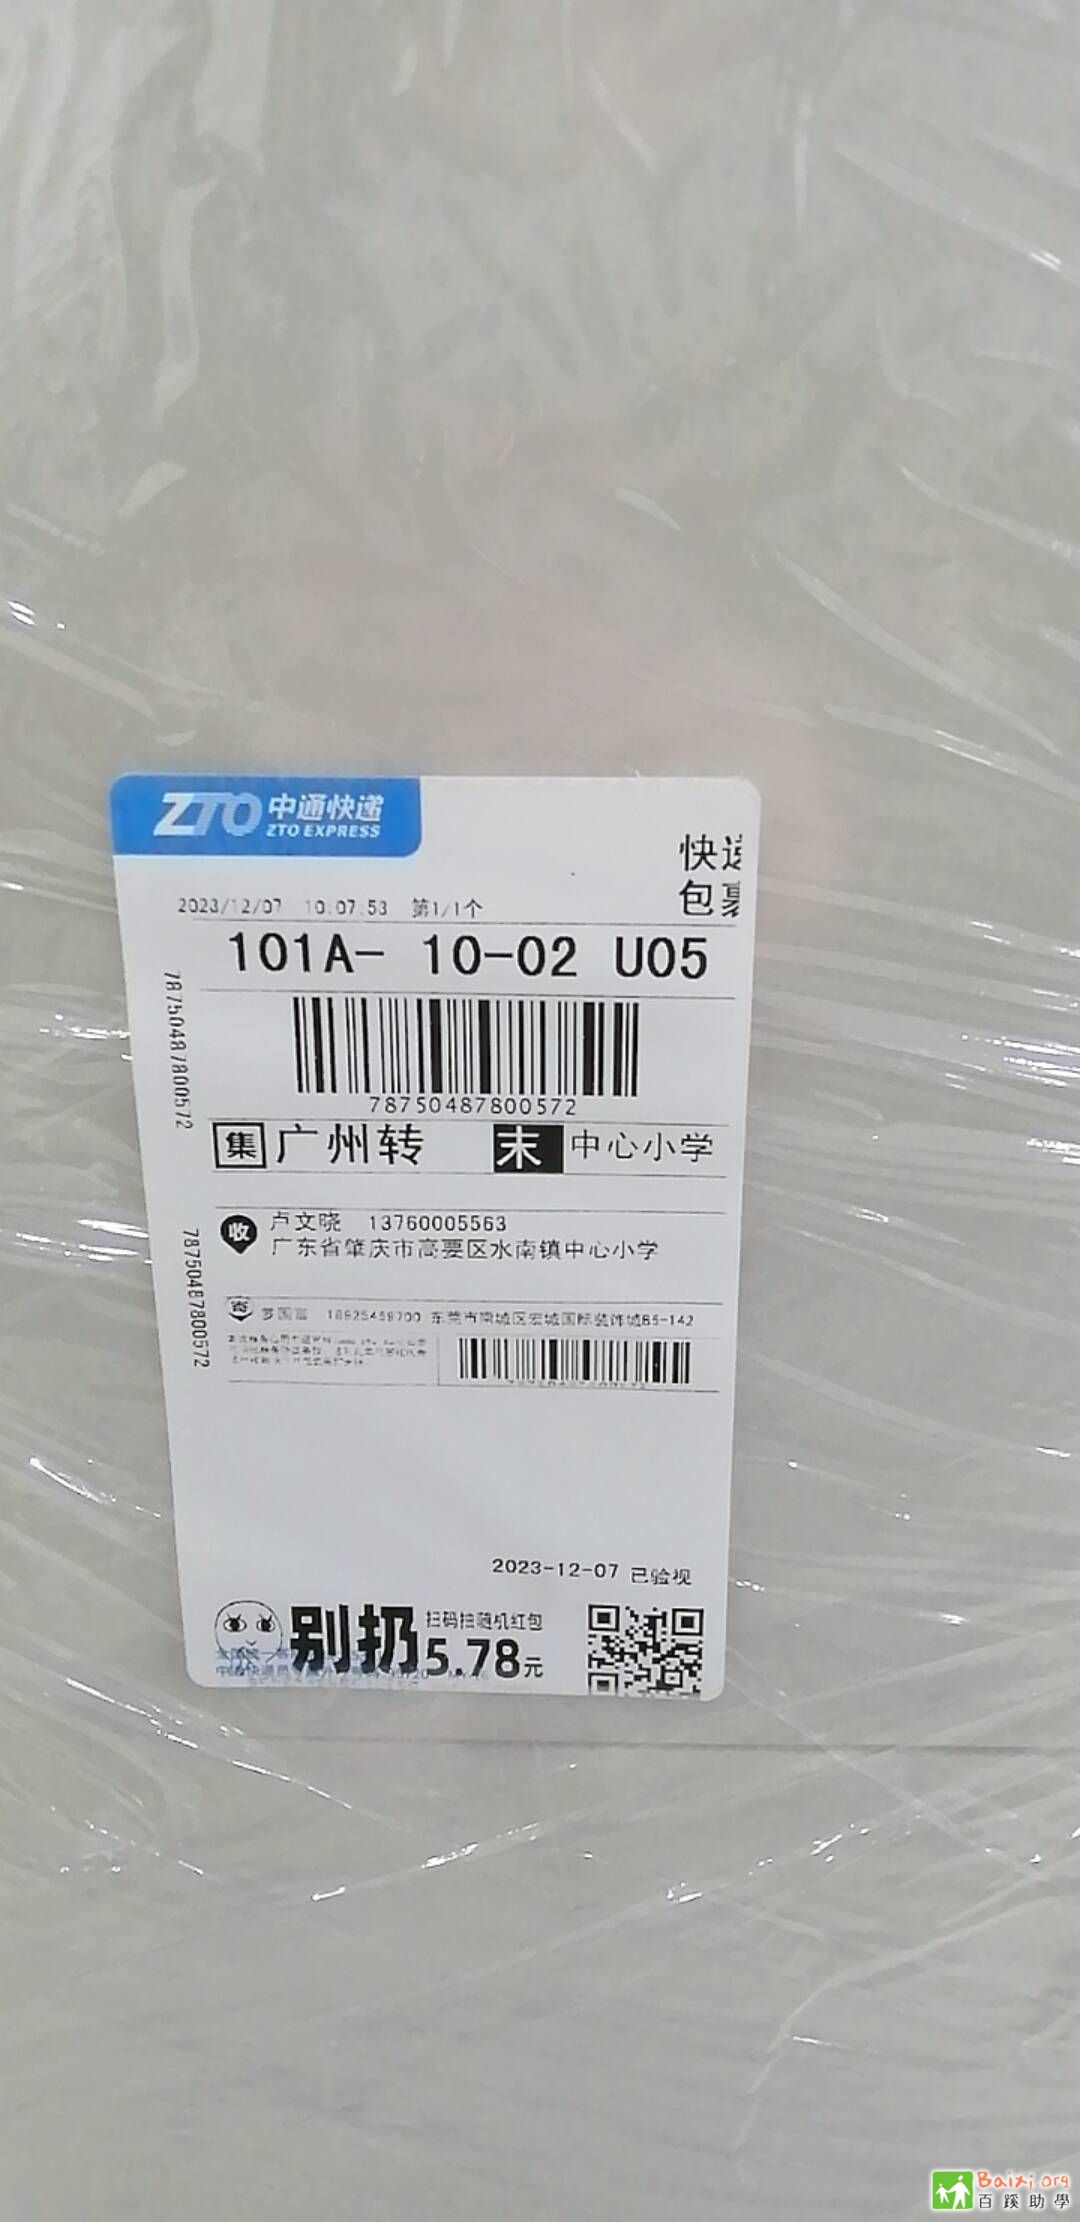 ZTO 中通快递
ZTO EXPRESS
快递
包裹
2023/12/07 10:07:53 第1/1个
101A- 10-02 U05
78750487800572
78750487800572
集 广州转 末 中心小学
收 卢文晓 13760005563
广东省肇庆市高要区水南镇中心小学
78750487800572
寄 罗国富 东莞市南城区宏城国际装饰城B5-142
2023-12-07 已验视
别扔 扫码抽随机红包
5.78元
Baixi.org
百蹊助學